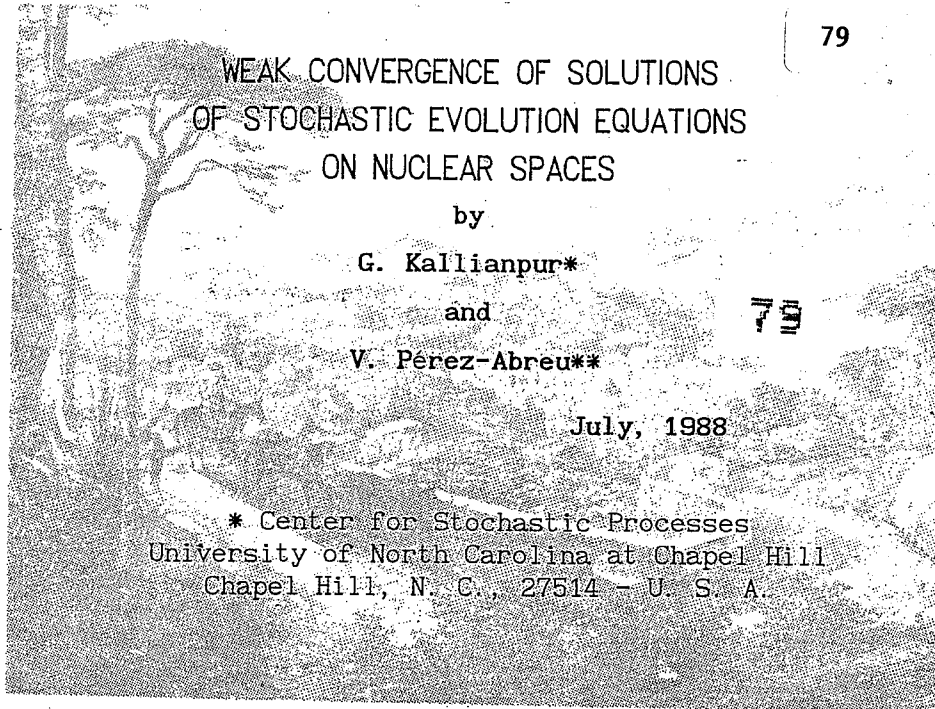 79
WEAK CONVERGENCE OF SOLUTIONS
OF STOCHASTIC EVOLUTION EQUATIONS
ON NUCLEAR SPACES
by
G. Kallianpur*
and
79
V. Pérez-Abreu**
July, 1988
* Center for Stochastic Processes
University of North Carolina at Chapel Hill
Chapel Hill, N. C., 27514 - U. S. A.